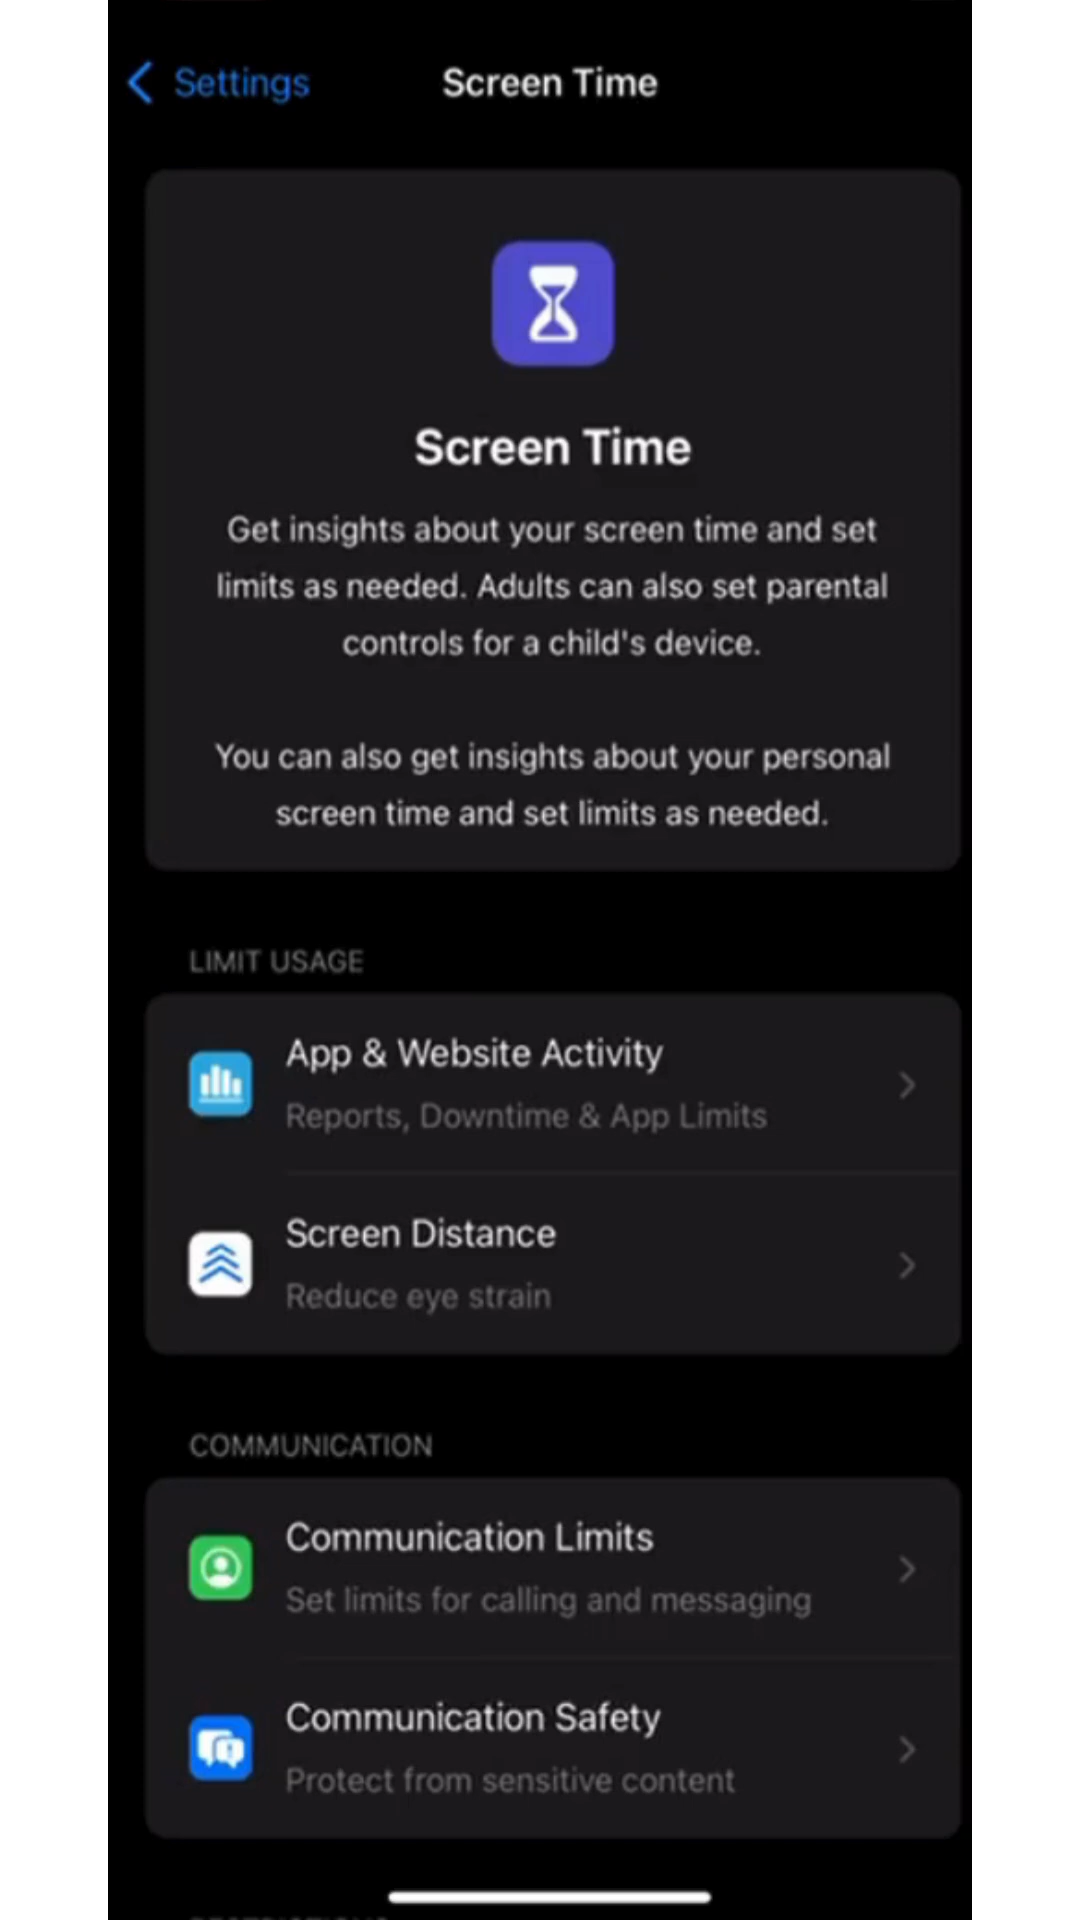 Settings
Screen Time
Screen Time
Get insights about your screen time and set
limits as needed. Adults can also set parental
controls for a child's device.
You can also get insights about your personal
screen time and set limits as needed.
LIMIT USAGE
App & Website Activity
Reports, Downtime & App Limits
Screen Distance
Reduce eye strain
COMMUNICATION
Communication Limits
Set limits for calling and messaging
Communication Safety
Protect from sensitive content